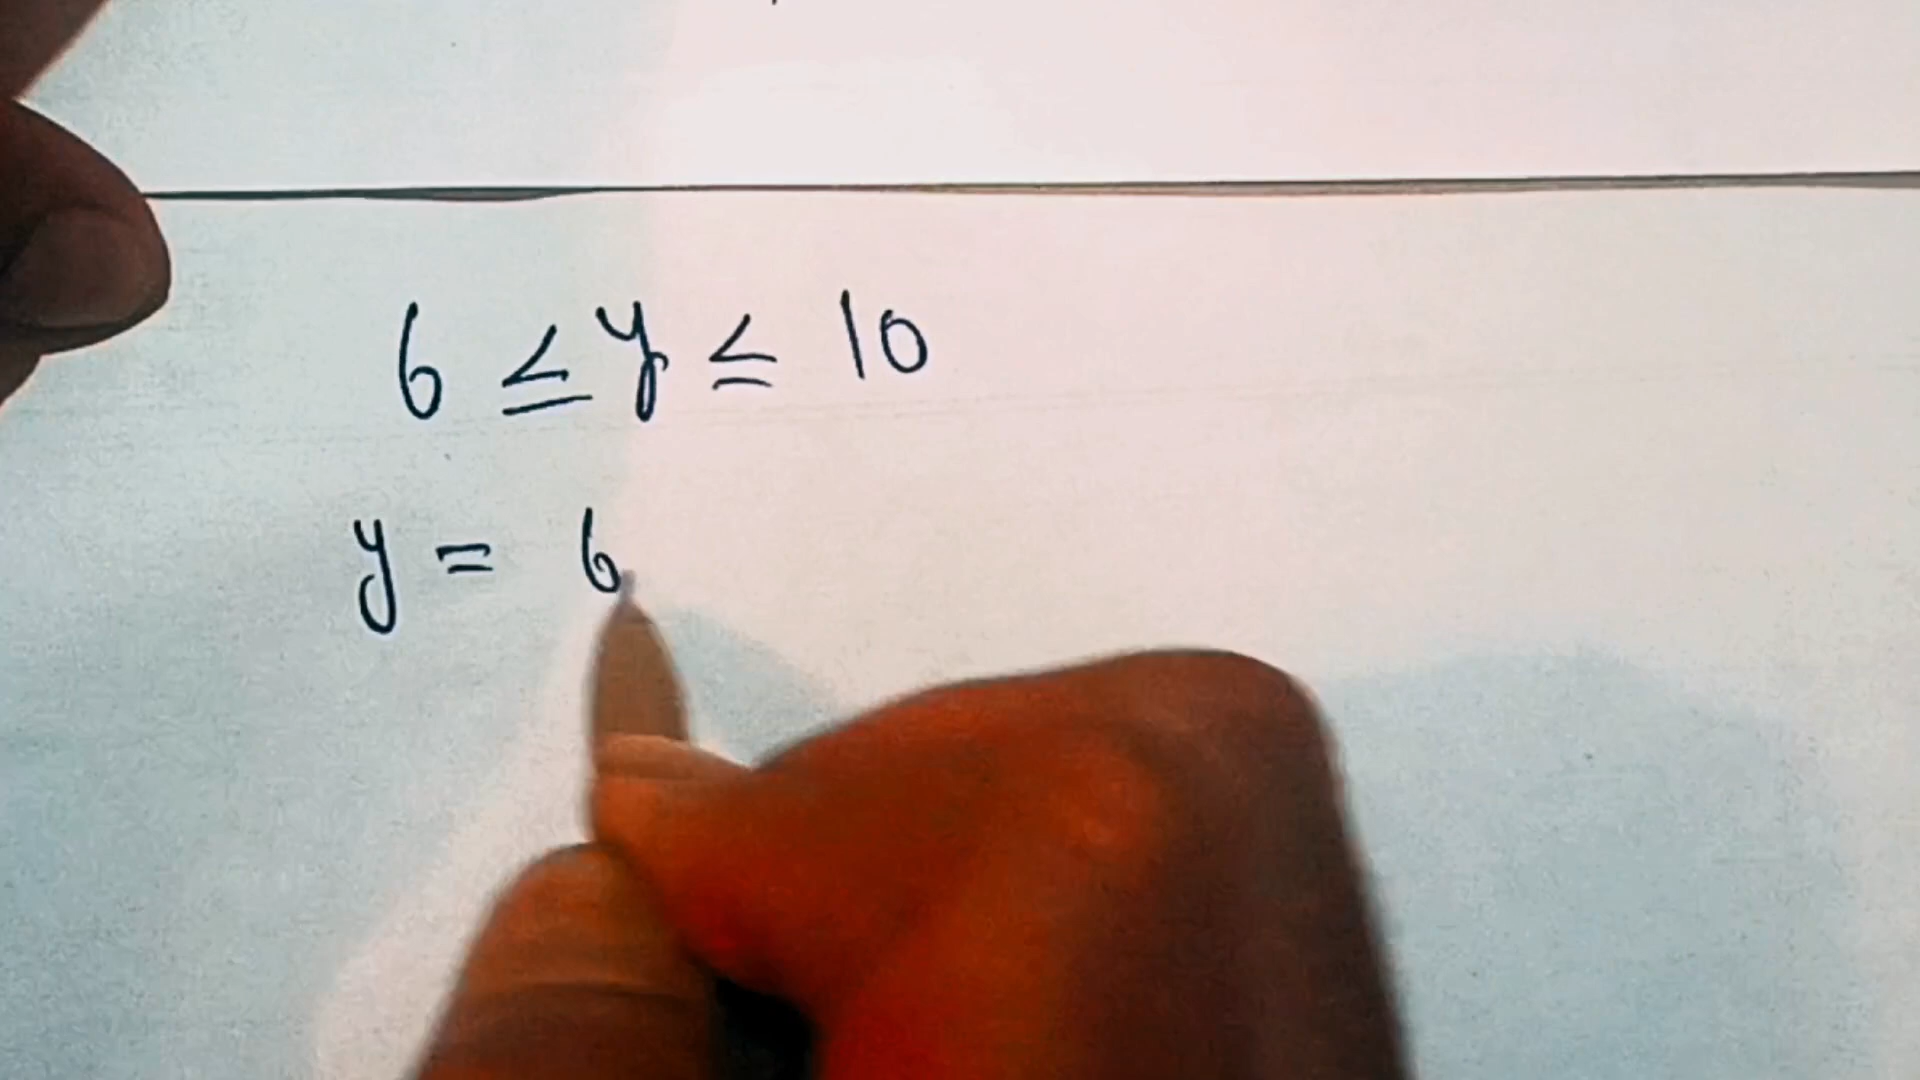 6 ≤ y ≤ 10
y = 6